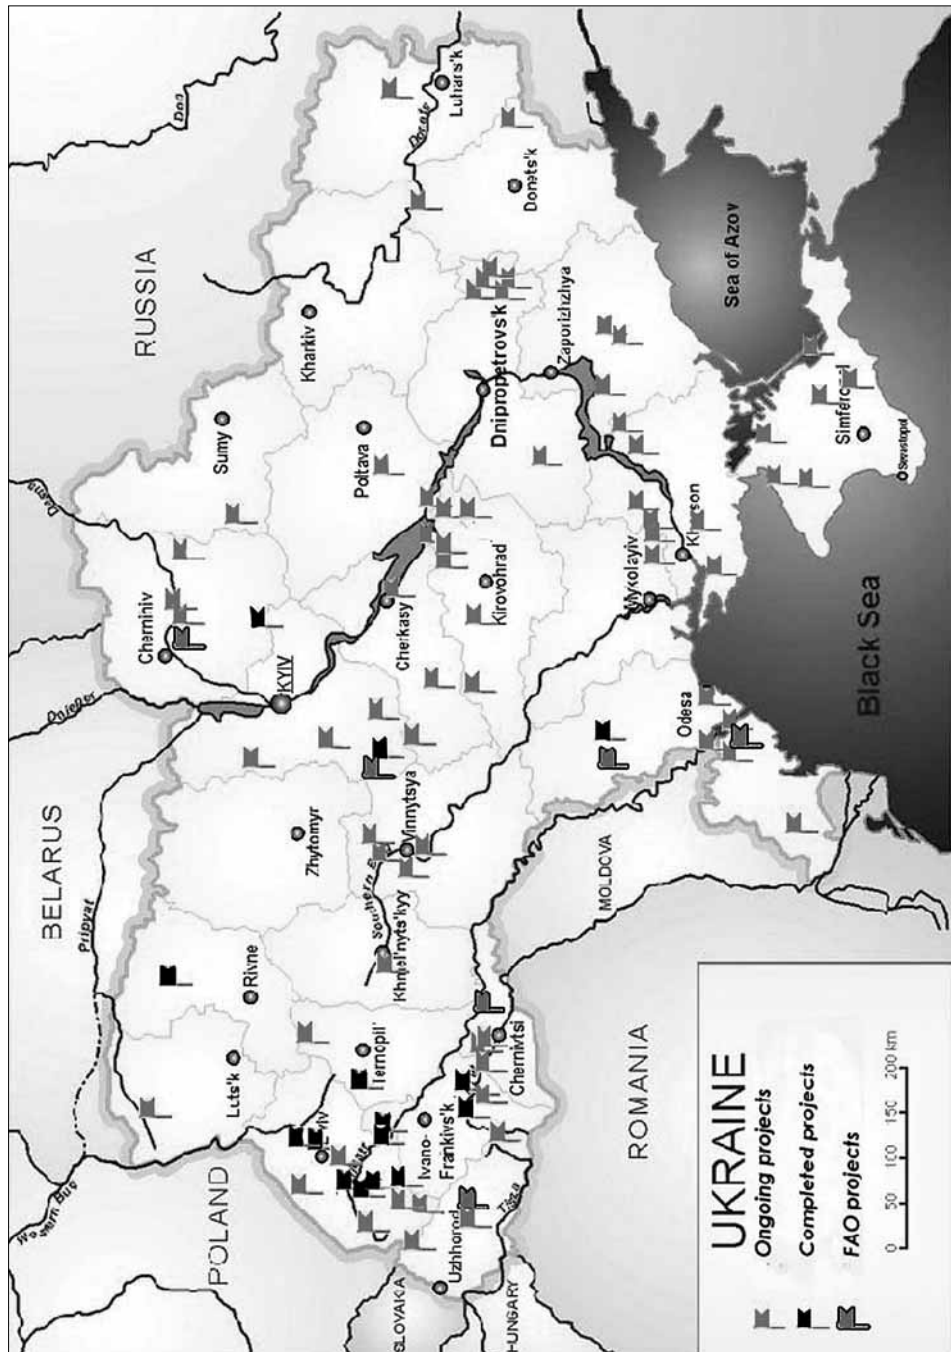 BELARUS
RUSSIA
POLAND
SLOVAKIA
HUNGARY
ROMANIA
MOLDOVA
Western Bug
Pripyat
Dnieper
Desna
Don
Donets
Southern
Tisza
Luts'k
Rivne
Zhytomyr
KYIV
Chernihiv
Sumy
Kharkiv
Poltava
Luhans'k
Donets'k
Dnipropetrovs'k
Zaporizhzhya
Cherkasy
Kirovohrad
Vinnytsya
Khmel'nyts'kyy
Ternopil'
Ivano-
Frankivs'k
Uzhhorod
Chernivtsi
Mykolayiv
Odesa
Simferopol
Sevastopol
Sea of Azov
Black Sea
UKRAINE
Ongoing projects
Completed projects
FAO projects
0 50 100 150 200 km